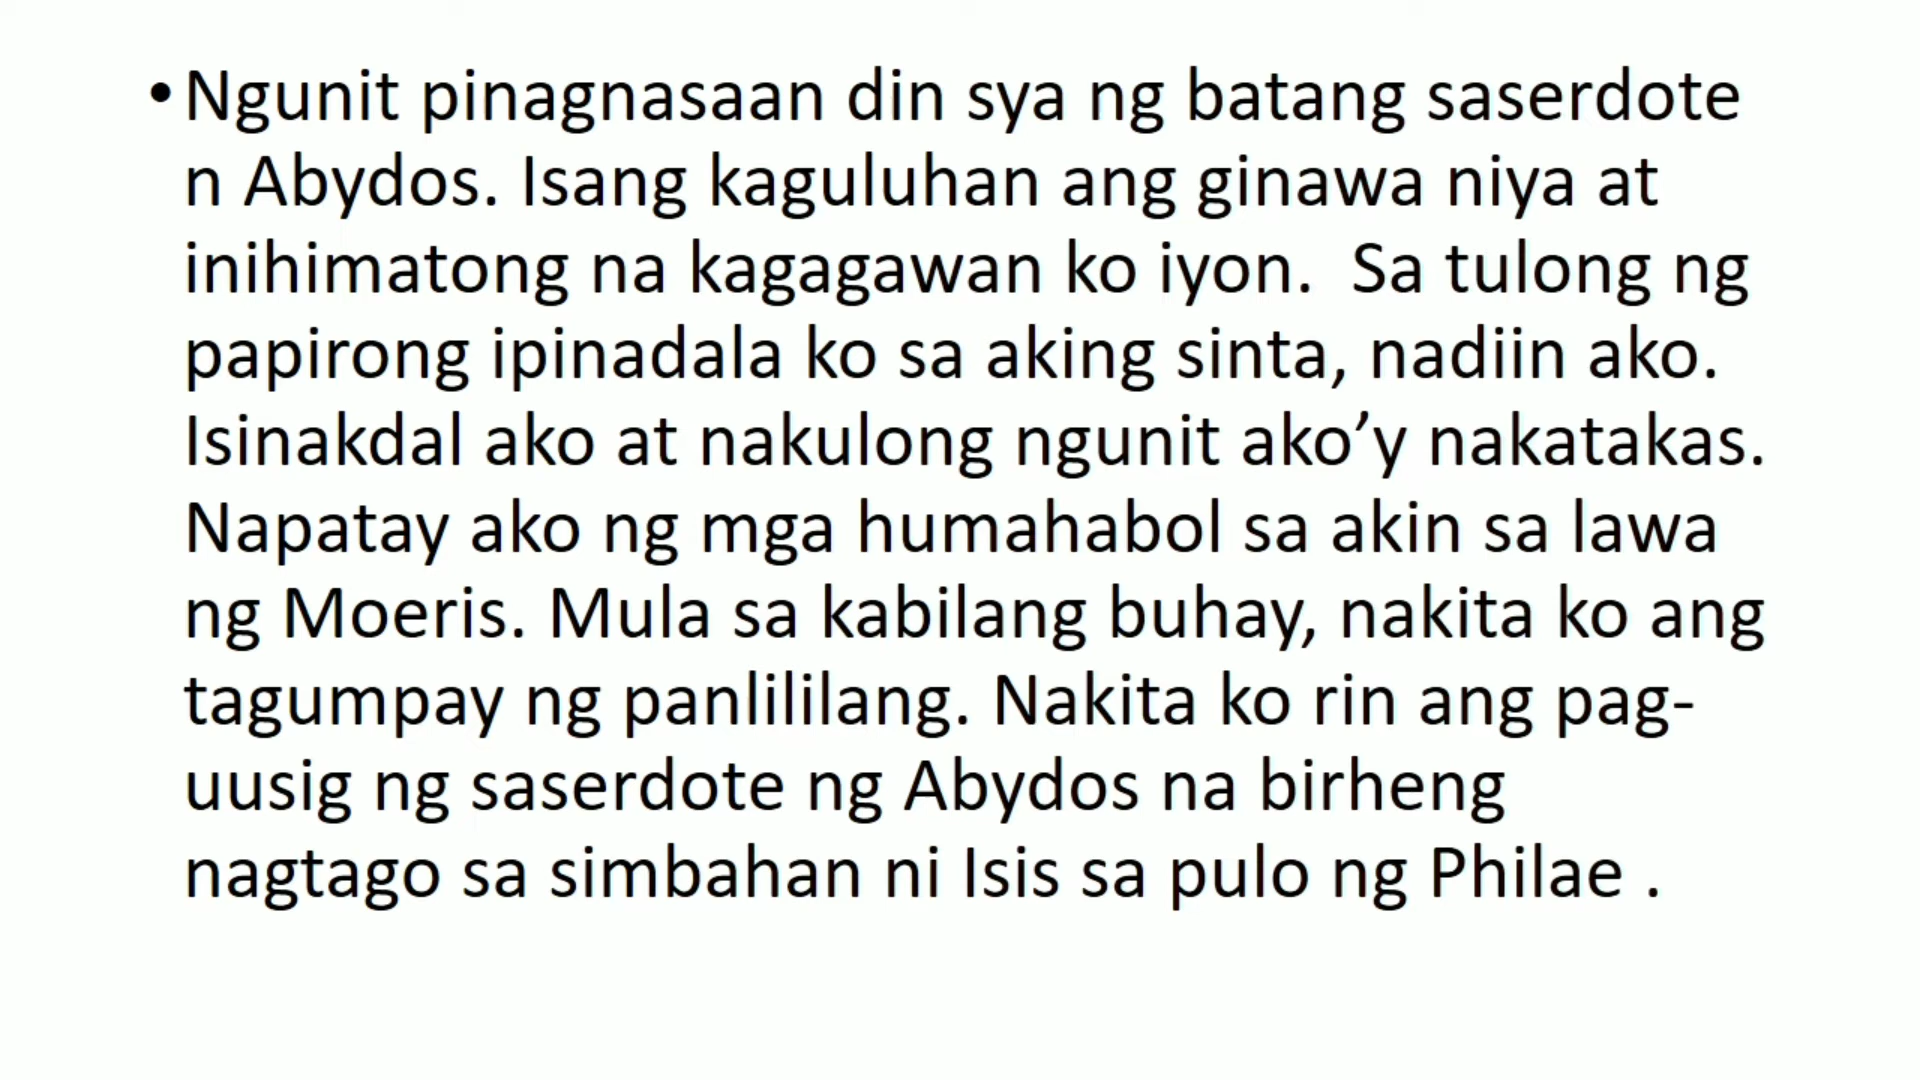 • Ngunit pinagnasaan din sya ng batang saserdote
n Abydos. Isang kaguluhan ang ginawa niya at
inihimatong na kagagawan ko iyon.  Sa tulong ng
papirong ipinadala ko sa aking sinta, nadiin ako.
Isinakdal ako at nakulong ngunit ako’y nakatakas.
Napatay ako ng mga humahabol sa akin sa lawa
ng Moeris. Mula sa kabilang buhay, nakita ko ang
tagumpay ng panlililang. Nakita ko rin ang pag-
uusig ng saserdote ng Abydos na birheng
nagtago sa simbahan ni Isis sa pulo ng Philae .